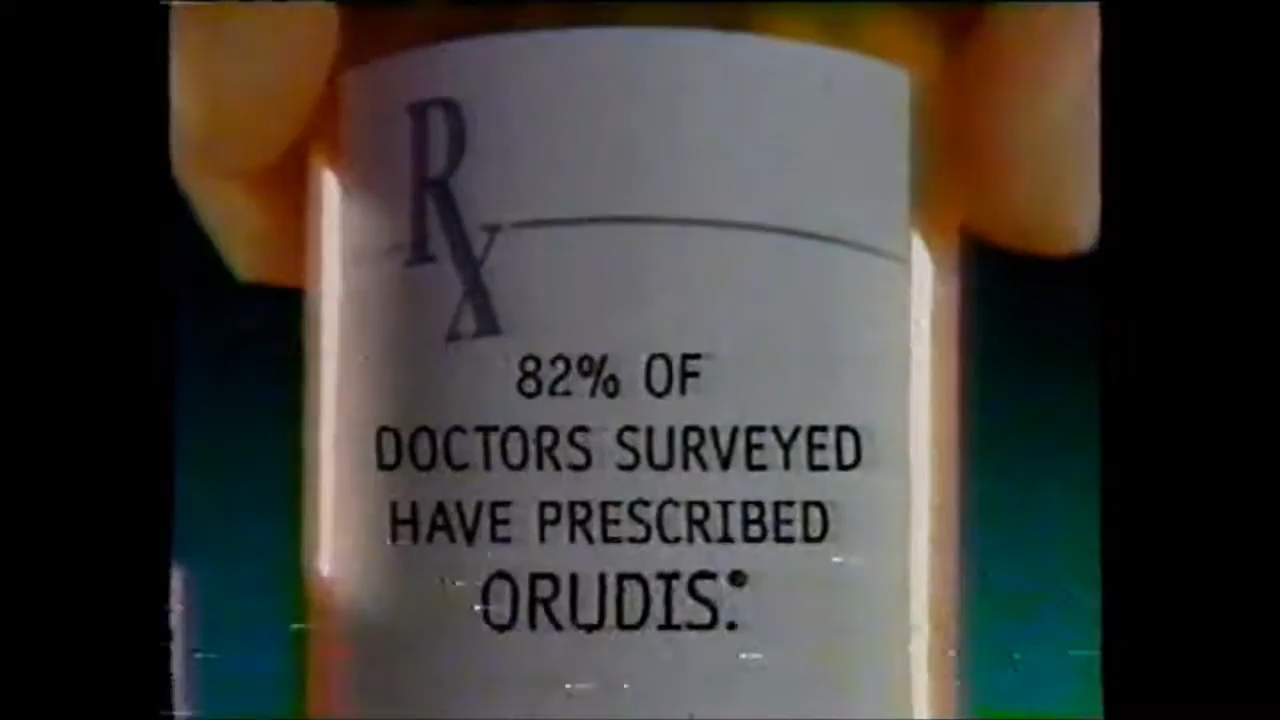 Rx
82% OF
DOCTORS SURVEYED
HAVE PRESCRIBED
ORUDIS®.